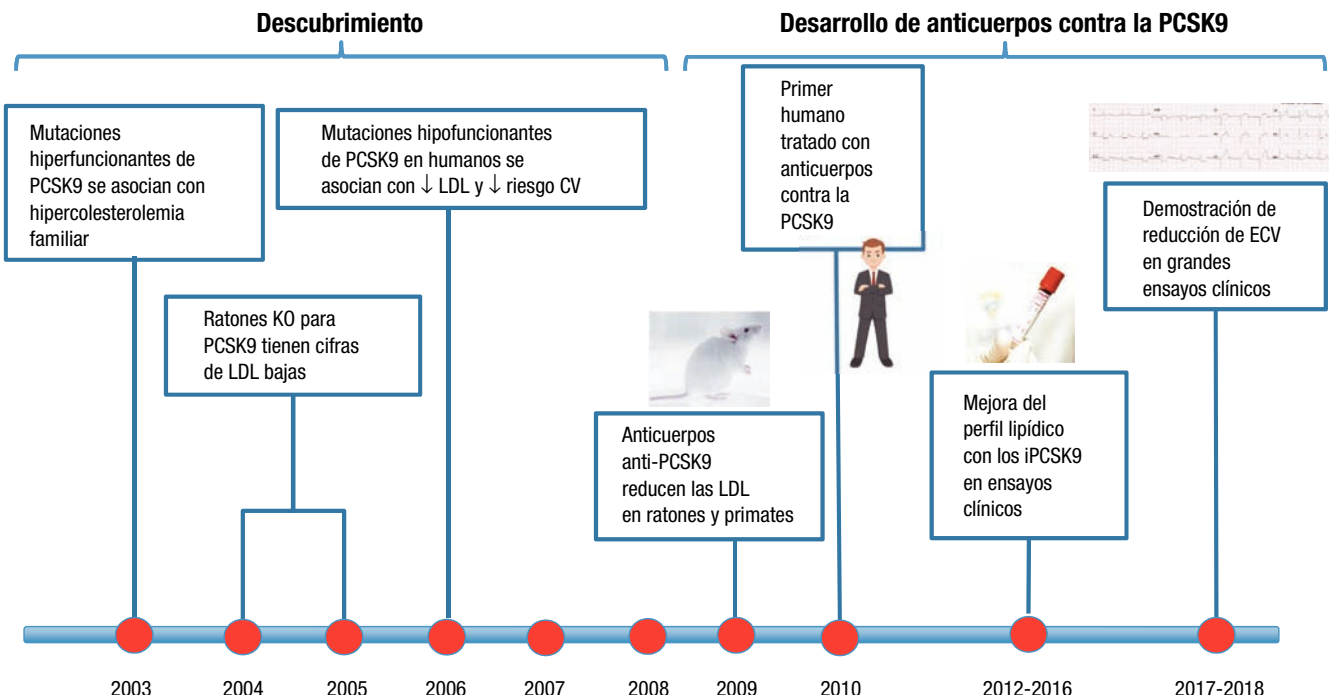 Descubrimiento
Desarrollo de anticuerpos contra la PCSK9
Mutaciones
hiperfuncionantes de
PCSK9 se asocian con
hipercolesterolemia
familiar
Mutaciones hipofuncionantes
de PCSK9 en humanos se
asocian con ↓ LDL y ↓ riesgo CV
Ratones KO para
PCSK9 tienen cifras
de LDL bajas
Primer
humano
tratado con
anticuerpos
contra la
PCSK9
Anticuerpos
anti-PCSK9
reducen las LDL
en ratones y primates
Mejora del
perfil lipídico
con los iPCSK9
en ensayos
clínicos
Demostración de
reducción de ECV
en grandes
ensayos clínicos
2003 2004 2005 2006 2007 2008 2009 2010 2012-2016 2017-2018